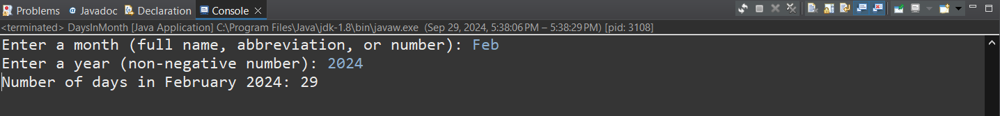 Problems @ Javadoc Declaration Console
<terminated> DaysInMonth [Java Application] C:\Program Files\Java\jdk-1.8\bin\javaw.exe (Sep 29, 2024, 5:38:06 PM – 5:38:29 PM) [pid: 3108]
Enter a month (full name, abbreviation, or number): Feb
Enter a year (non-negative number): 2024
Number of days in February 2024: 29